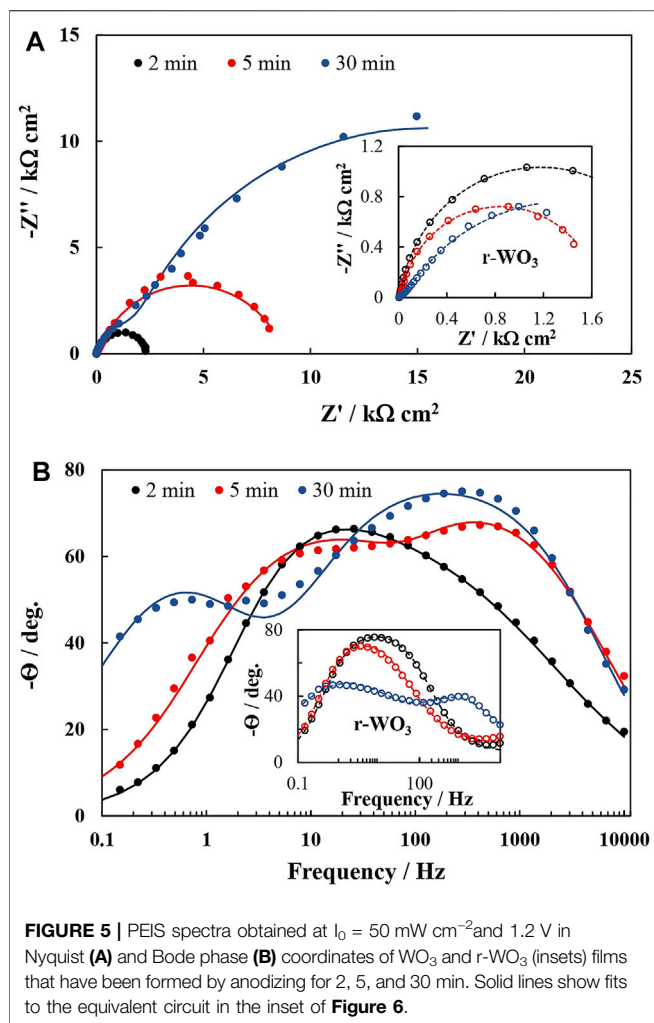 A
15
2 min 5 min 30 min
-Z" / kΩ cm²
10
5
0
0 5 10 15 20 25
Z' / kΩ cm²
1.2
-Z" / kΩ cm²
0.8
0.4
0
r-WO₃
0 0.4 0.8 1.2 1.6
Z' / kΩ cm²
B
80
2 min 5 min 30 min
-Θ / deg.
60
40
20
0
0.1 1 10 100 1000 10000
Frequency / Hz
80
-Θ / deg.
40
0
r-WO₃
0.1 100
Frequency / Hz
FIGURE 5 | PEIS spectra obtained at I₀ = 50 mW cm⁻²and 1.2 V in
Nyquist (A) and Bode phase (B) coordinates of WO₃ and r-WO₃ (insets) films
that have been formed by anodizing for 2, 5, and 30 min. Solid lines show fits
to the equivalent circuit in the inset of Figure 6.